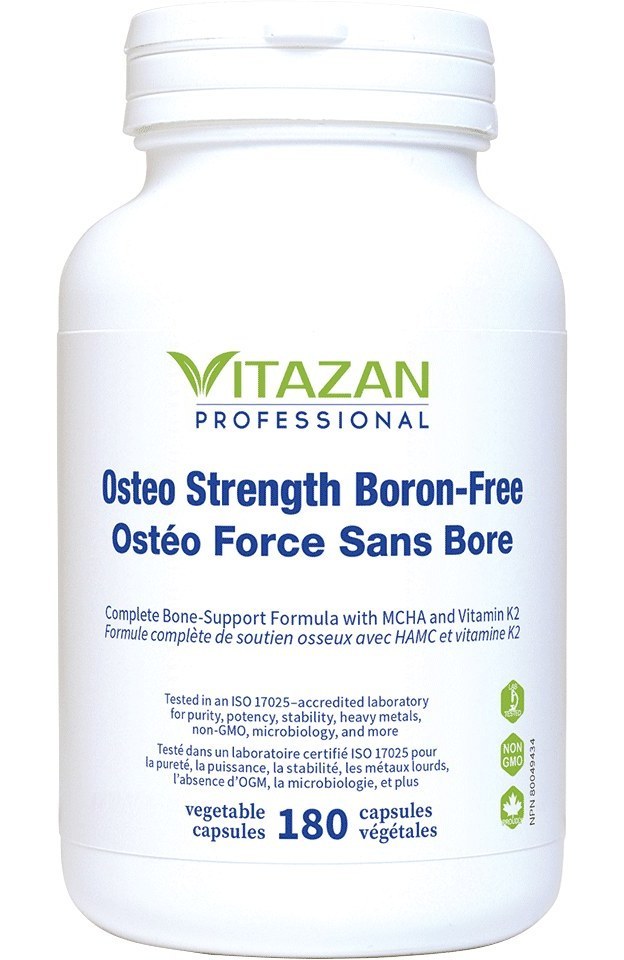 VITAZAN
PROFESSIONAL
Osteo Strength Boron-Free
Ostéo Force Sans Bore
Complete Bone-Support Formula with MCHA and Vitamin K2
Formule complète de soutien osseux avec HAMC et vitamine K2
Tested in an ISO 17025–accredited laboratory
for purity, potency, stability, heavy metals,
non-GMO, microbiology, and more
Testé dans un laboratoire certifié ISO 17025 pour
la pureté, la puissance, la stabilité, les métaux lourds,
l’absence d’OGM, la microbiologie, et plus
vegetable
capsules
180
capsules
végétales
LAB
TESTED
NON
GMO
NPN 80049434